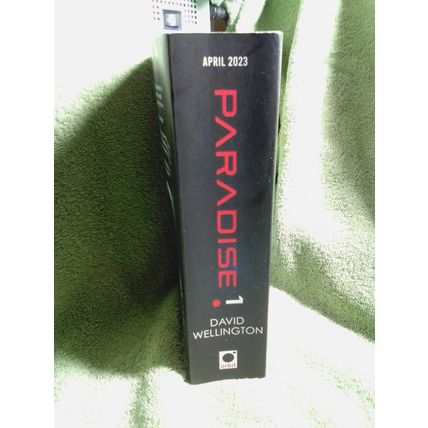 APRIL 2023
PARADISE.
1
DAVID
WELLINGTON
orbit